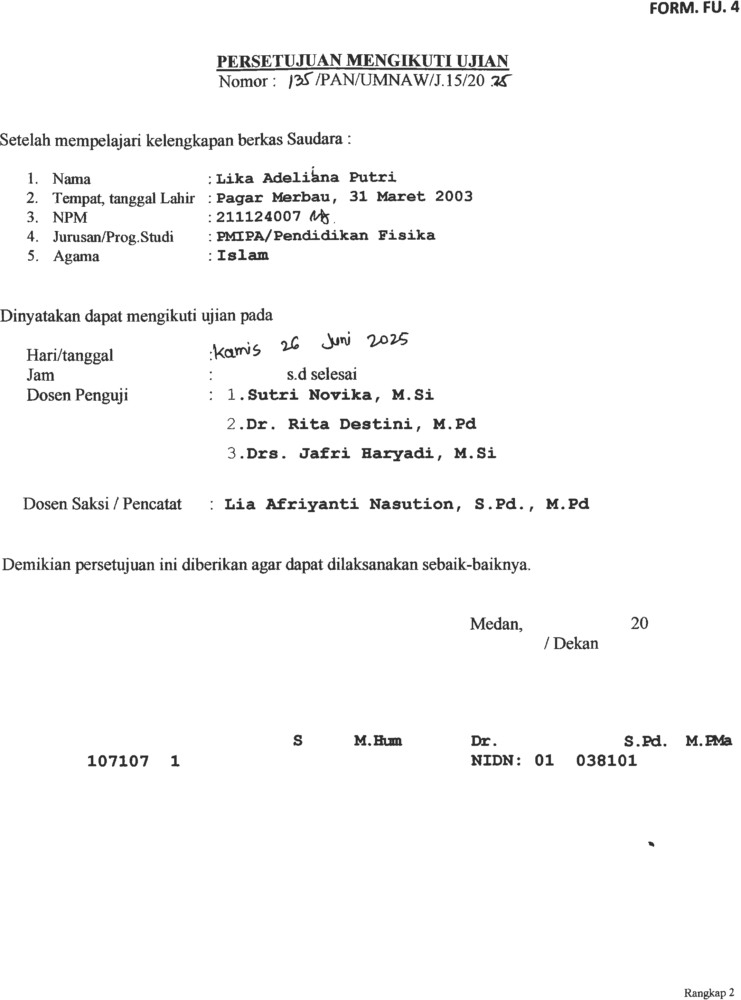 FORM. FU. 4
PERSETUJUAN MENGIKUTI UJIAN
Nomor : 135/PAN/UMNAW/J.15/20 25
Setelah mempelajari kelengkapan berkas Saudara :
1. Nama : Lika Adeliana Putri
2. Tempat, tanggal Lahir : Pagar Merbau, 31 Maret 2003
3. NPM : 211124007
4. Jurusan/Prog.Studi : PMIPA/Pendidikan Fisika
5. Agama : Islam
Dinyatakan dapat mengikuti ujian pada
Hari/tanggal : Kamis 26 Juni 2025
Jam : s.d selesai
Dosen Penguji : 1.Sutri Novika, M.Si
2.Dr. Rita Destini, M.Pd
3.Drs. Jafri Haryadi, M.Si
Dosen Saksi / Pencatat : Lia Afriyanti Nasution, S.Pd., M.Pd
Demikian persetujuan ini diberikan agar dapat dilaksanakan sebaik-baiknya.
Medan, 20
/ Dekan
S M.Hum Dr. S.Pd. M.PMa
107107 1 NIDN: 01 038101
Rangkap 2